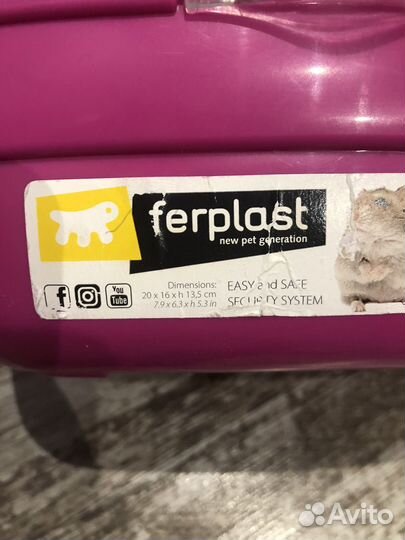 ferplast
new pet generation
Dimensions:
20 x 16 x h 13,5 cm
7.9 x 6.3 x h 5.3 in
EASY and SAFE
SECURITY SYSTEM
f
You
Tube
Avito